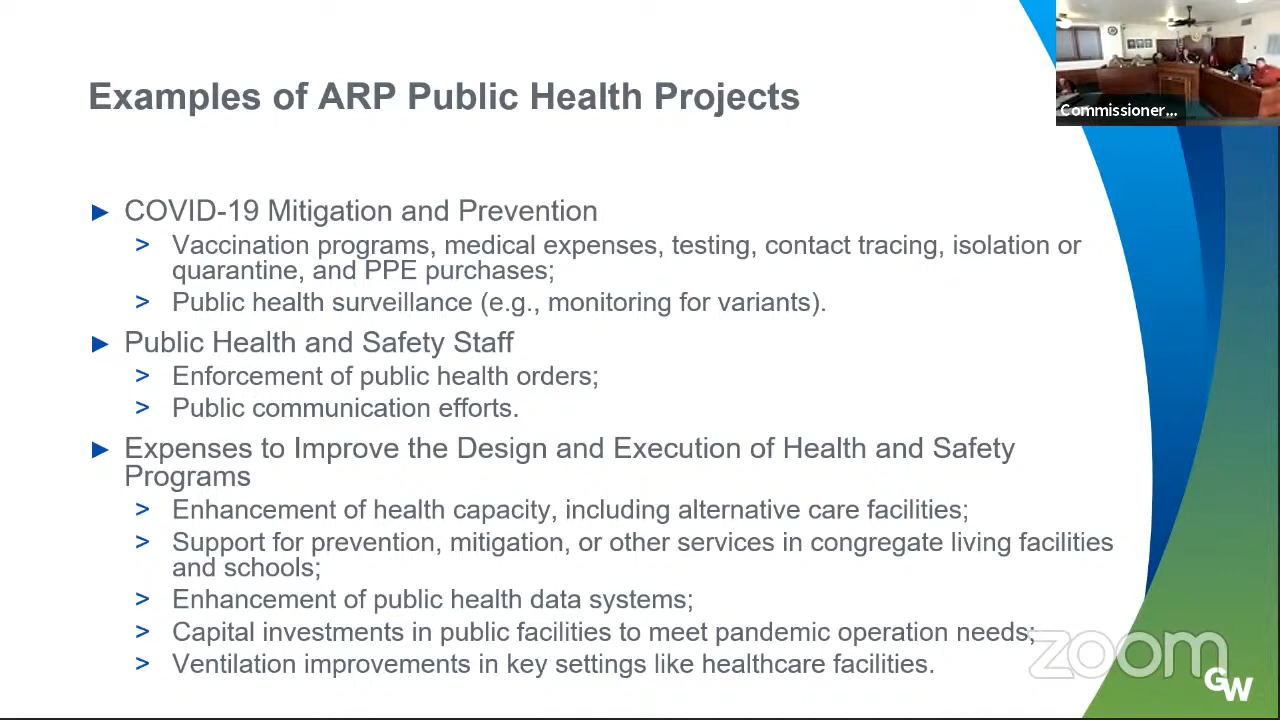 Examples of ARP Public Health Projects
Commissioner...
► COVID-19 Mitigation and Prevention
> Vaccination programs, medical expenses, testing, contact tracing, isolation or
quarantine, and PPE purchases;
> Public health surveillance (e.g., monitoring for variants).
► Public Health and Safety Staff
> Enforcement of public health orders;
> Public communication efforts.
► Expenses to Improve the Design and Execution of Health and Safety
Programs
> Enhancement of health capacity, including alternative care facilities;
> Support for prevention, mitigation, or other services in congregate living facilities
and schools;
> Enhancement of public health data systems;
> Capital investments in public facilities to meet pandemic operation needs;
> Ventilation improvements in key settings like healthcare facilities.
zoom
GW